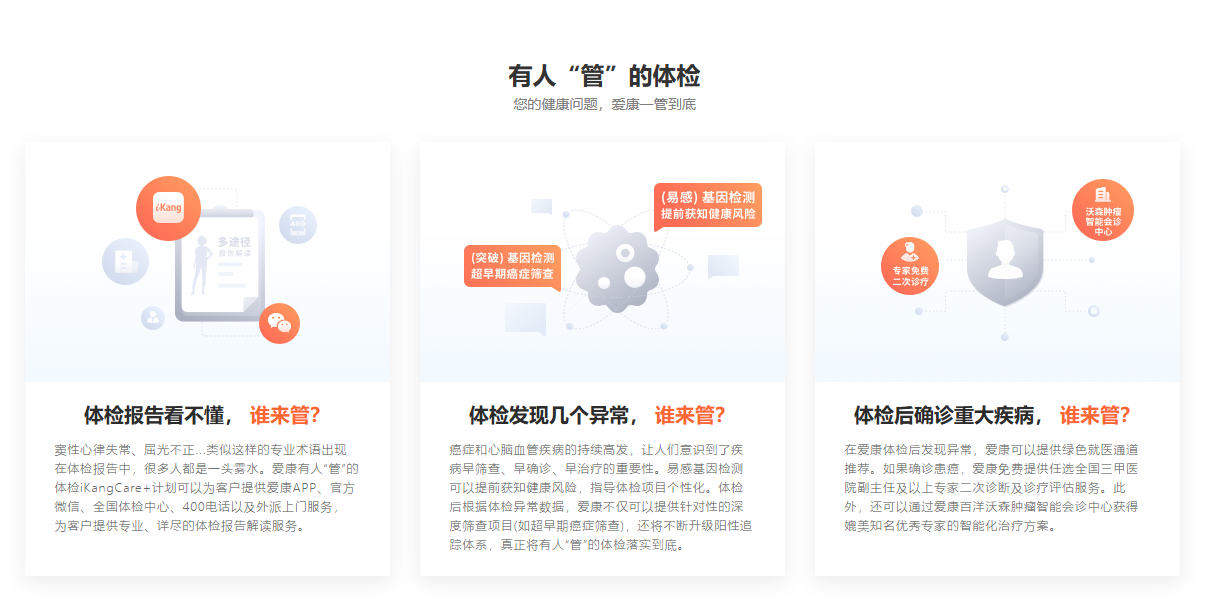 有人“管”的体检
您的健康问题，爱康一管到底
iKang
400
多途径
报告解读
体检报告看不懂， 谁来管?
窦性心律失常、屈光不正...类似这样的专业术语出现
在体检报告中，很多人都是一头雾水。爱康有人“管”的
体检iKangCare+计划可以为客户提供爱康APP、官方
微信、全国体检中心、400电话以及外派上门服务，
为客户提供专业、详尽的体检报告解读服务。
(易感) 基因检测
提前获知健康风险
(突破) 基因检测
超早期癌症筛查
体检发现几个异常， 谁来管?
癌症和心脑血管疾病的持续高发，让人们意识到了疾
病早筛查、早确诊、早治疗的重要性。易感基因检测
可以提前获知健康风险，指导体检项目个性化。体检
后根据体检异常数据，爱康不仅可以提供针对性的深
度筛查项目(如超早期癌症筛查)，还将不断升级阳性追
踪体系，真正将有人“管”的体检落实到底。
沃森肿瘤
智能会诊
中心
专家免费
二次诊疗
体检后确诊重大疾病， 谁来管?
在爱康体检后发现异常，爱康可以提供绿色就医通道
推荐。如果确诊患癌，爱康免费提供任选全国三甲医
院副主任及以上专家二次诊断及诊疗评估服务。此
外，还可以通过爱康百洋沃森肿瘤智能会诊中心获得
媲美知名优秀专家的智能化治疗方案。